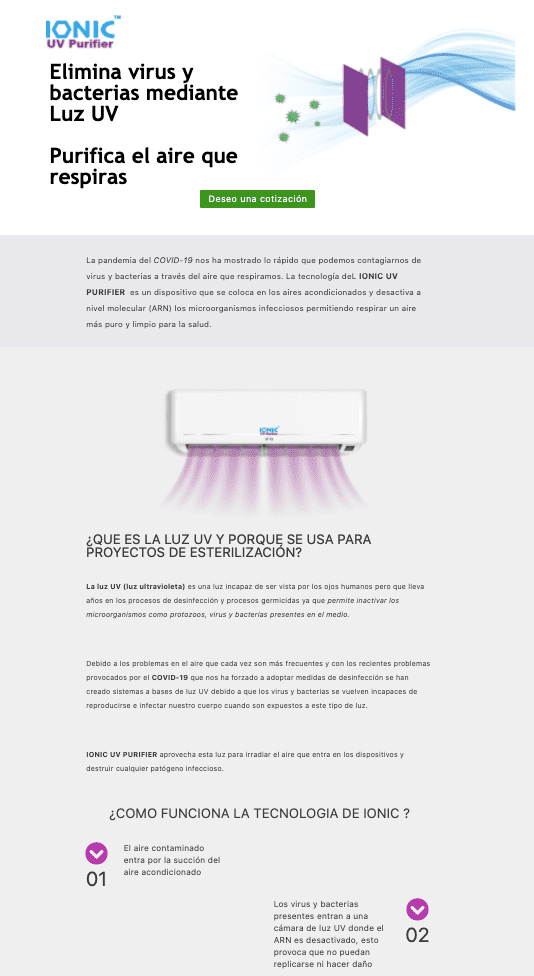 IONIC™
UV Purifier
Elimina virus y
bacterias mediante
Luz UV
Purifica el aire que
respiras
Deseo una cotización
La pandemia del COVID-19 nos ha mostrado lo rápido que podemos contagiarnos de
virus y bacterias a través del aire que respiramos. La tecnología deL IONIC UV
PURIFIER es un dispositivo que se coloca en los aires acondicionados y desactiva a
nivel molecular (ARN) los microorganismos infecciosos permitiendo respirar un aire
más puro y limpio para la salud.
IONIC
UV Purifier
¿QUE ES LA LUZ UV Y PORQUE SE USA PARA
PROYECTOS DE ESTERILIZACIÓN?
La luz UV (luz ultravioleta) es una luz incapaz de ser vista por los ojos humanos pero que lleva
años en los procesos de desinfección y procesos germicidas ya que permite inactivar los
microorganismos como protozoos, virus y bacterias presentes en el medio.
Debido a los problemas en el aire que cada vez son más frecuentes y con los recientes problemas
provocados por el COVID-19 que nos ha forzado a adoptar medidas de desinfección se han
creado sistemas a bases de luz UV debido a que los virus y bacterias se vuelven incapaces de
reproducirse e infectar nuestro cuerpo cuando son expuestos a este tipo de luz.
IONIC UV PURIFIER aprovecha esta luz para irradiar el aire que entra en los dispositivos y
destruir cualquier patógeno infeccioso.
¿COMO FUNCIONA LA TECNOLOGIA DE IONIC ?
01
El aire contaminado
entra por la succión del
aire acondicionado
Los virus y bacterias
presentes entran a una
cámara de luz UV donde el
ARN es desactivado, esto
provoca que no puedan
replicarse ni hacer daño
02